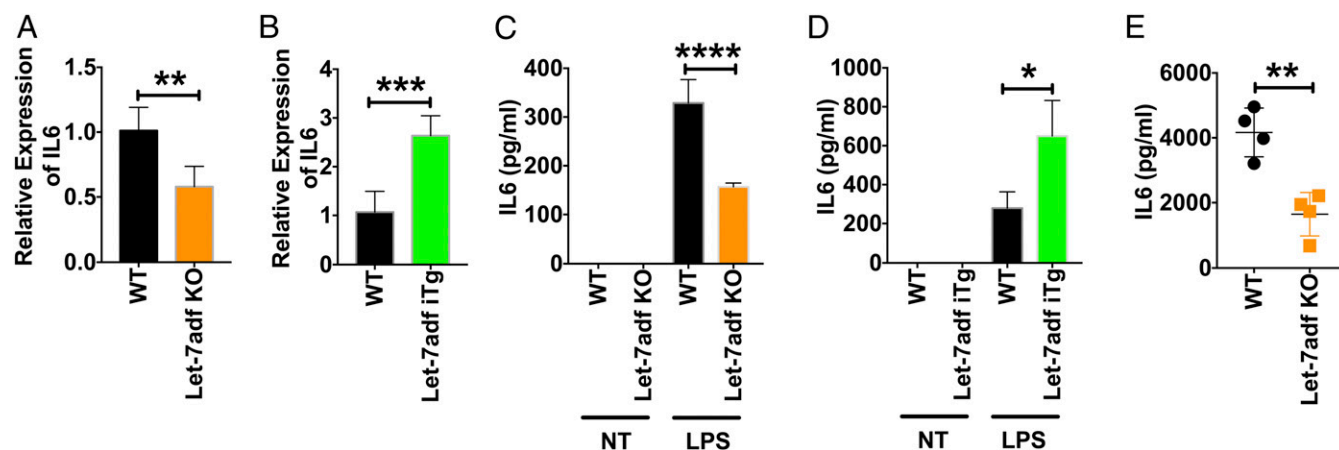 A
Relative Expression
of IL6
1.5
1.0
0.5
0.0
**
WT
Let-7adf KO
B
Relative Expression
of IL6
4
3
2
1
0
***
WT
Let-7adf iTg
C
IL6 (pg/ml)
400
300
200
100
0
****
WT
Let-7adf KO
WT
Let-7adf KO
NT
LPS
D
IL6 (pg/ml)
1000
800
600
400
200
0
*
WT
Let-7adf iTg
WT
Let-7adf iTg
NT
LPS
E
IL6 (pg/ml)
6000
4000
2000
0
**
WT
Let-7adf KO